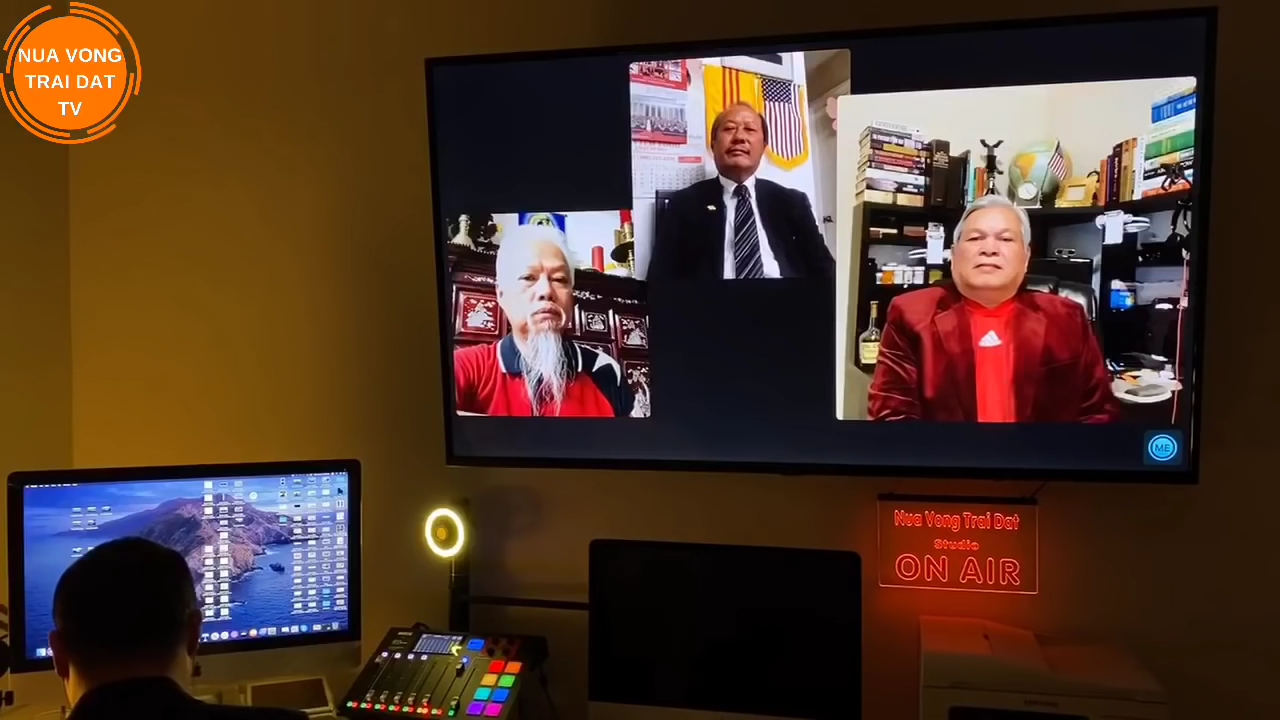 NUA VONG
TRAI DAT
TV
ME
Nua Vong Trai Dat
Studio
ON AIR